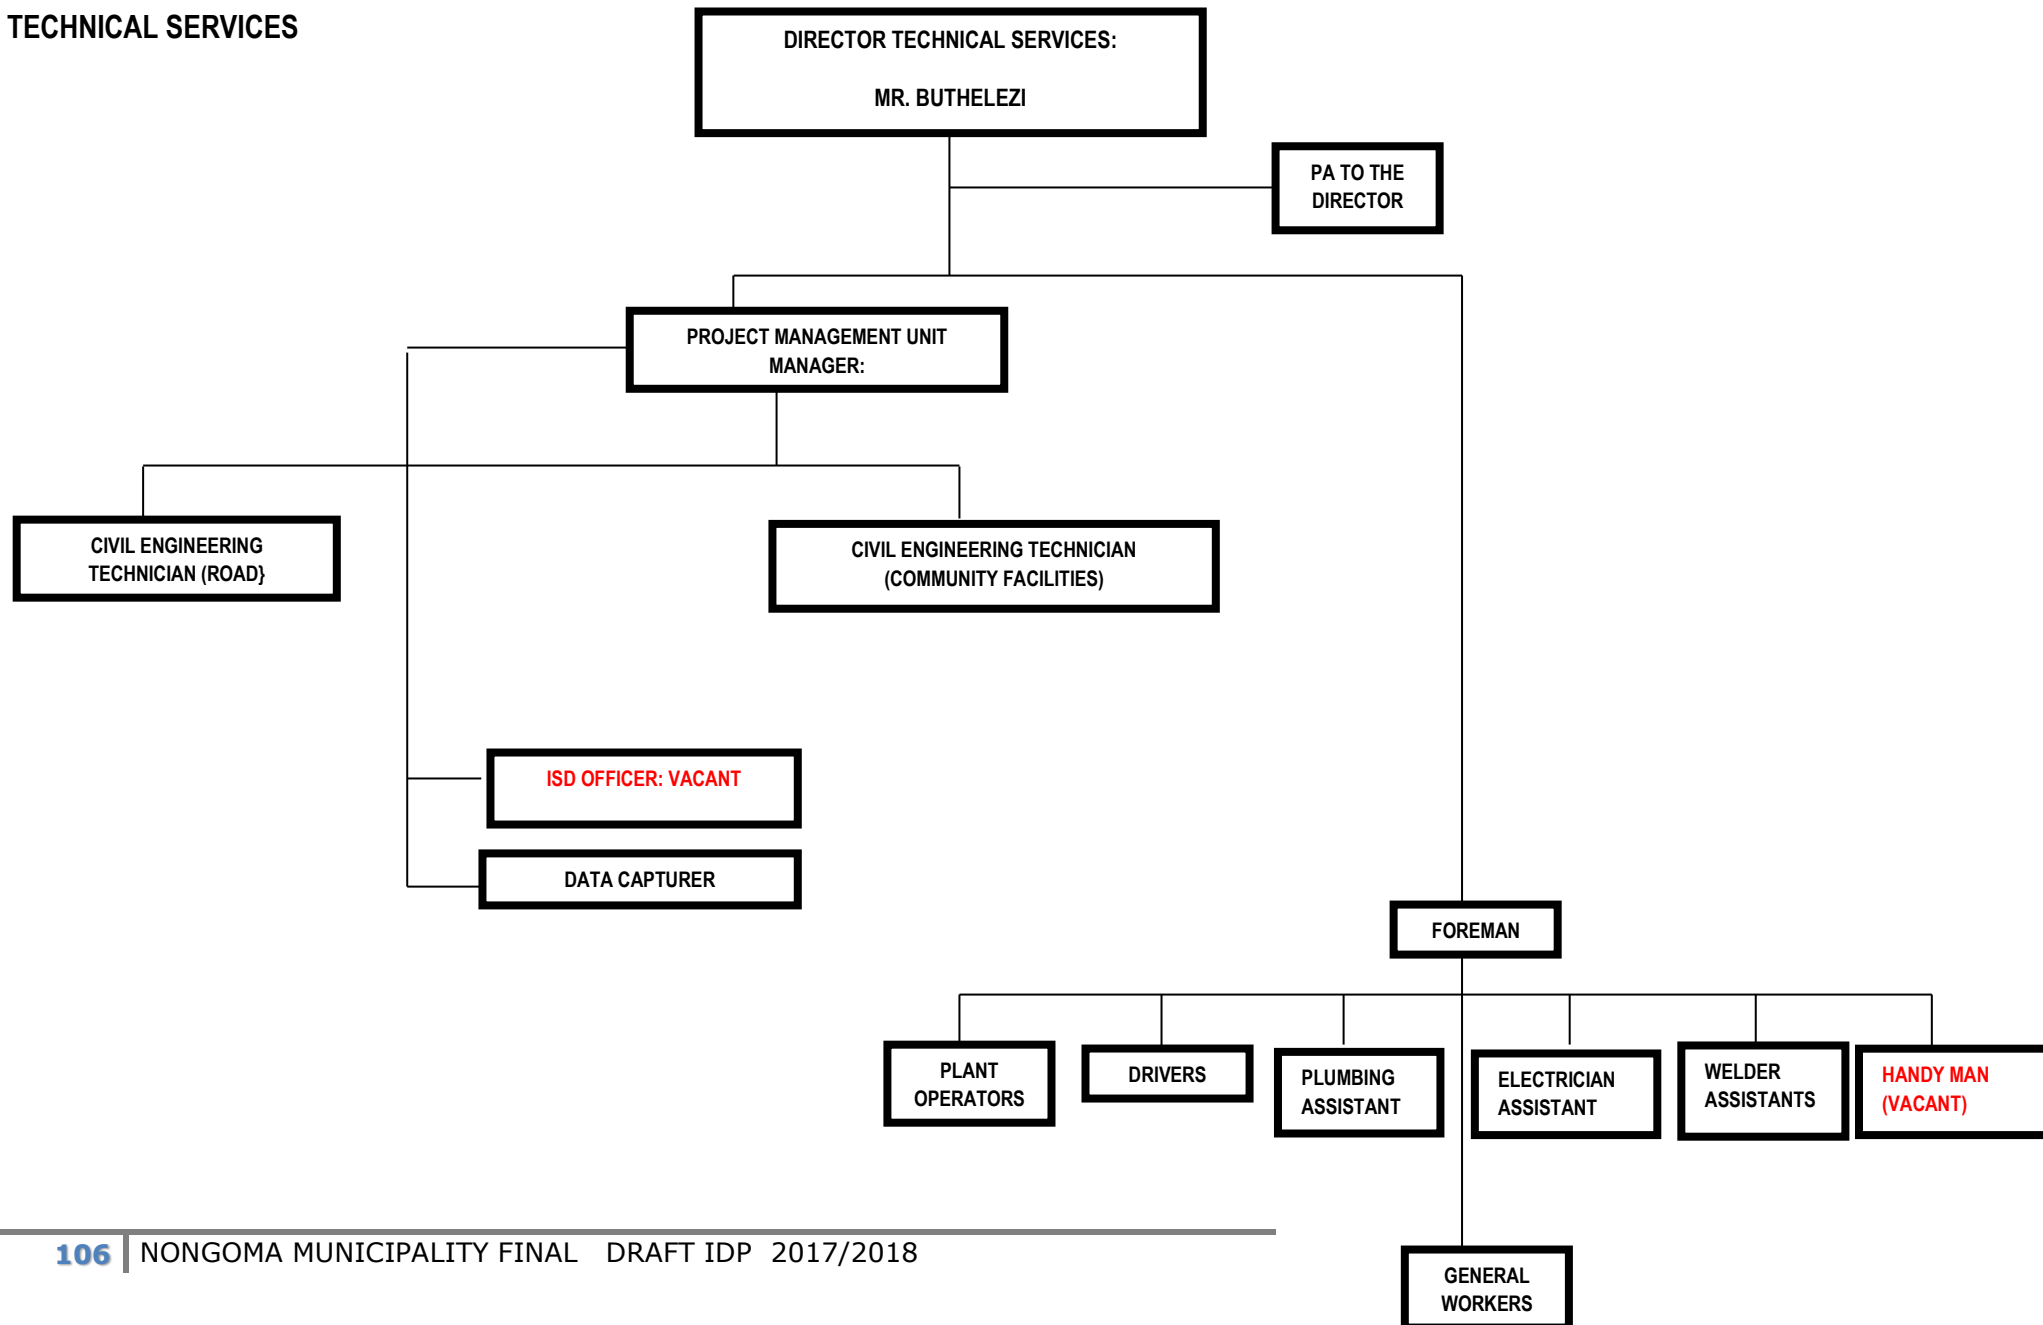 TECHNICAL SERVICES
DIRECTOR TECHNICAL SERVICES:
MR. BUTHELEZI
PA TO THE
DIRECTOR
PROJECT MANAGEMENT UNIT
MANAGER:
CIVIL ENGINEERING
TECHNICIAN (ROAD}
CIVIL ENGINEERING TECHNICIAN
(COMMUNITY FACILITIES)
ISD OFFICER: VACANT
DATA CAPTURER
FOREMAN
PLANT
OPERATORS
DRIVERS
PLUMBING
ASSISTANT
ELECTRICIAN
ASSISTANT
WELDER
ASSISTANTS
HANDY MAN
(VACANT)
GENERAL
WORKERS
106 NONGOMA MUNICIPALITY FINAL DRAFT IDP 2017/2018